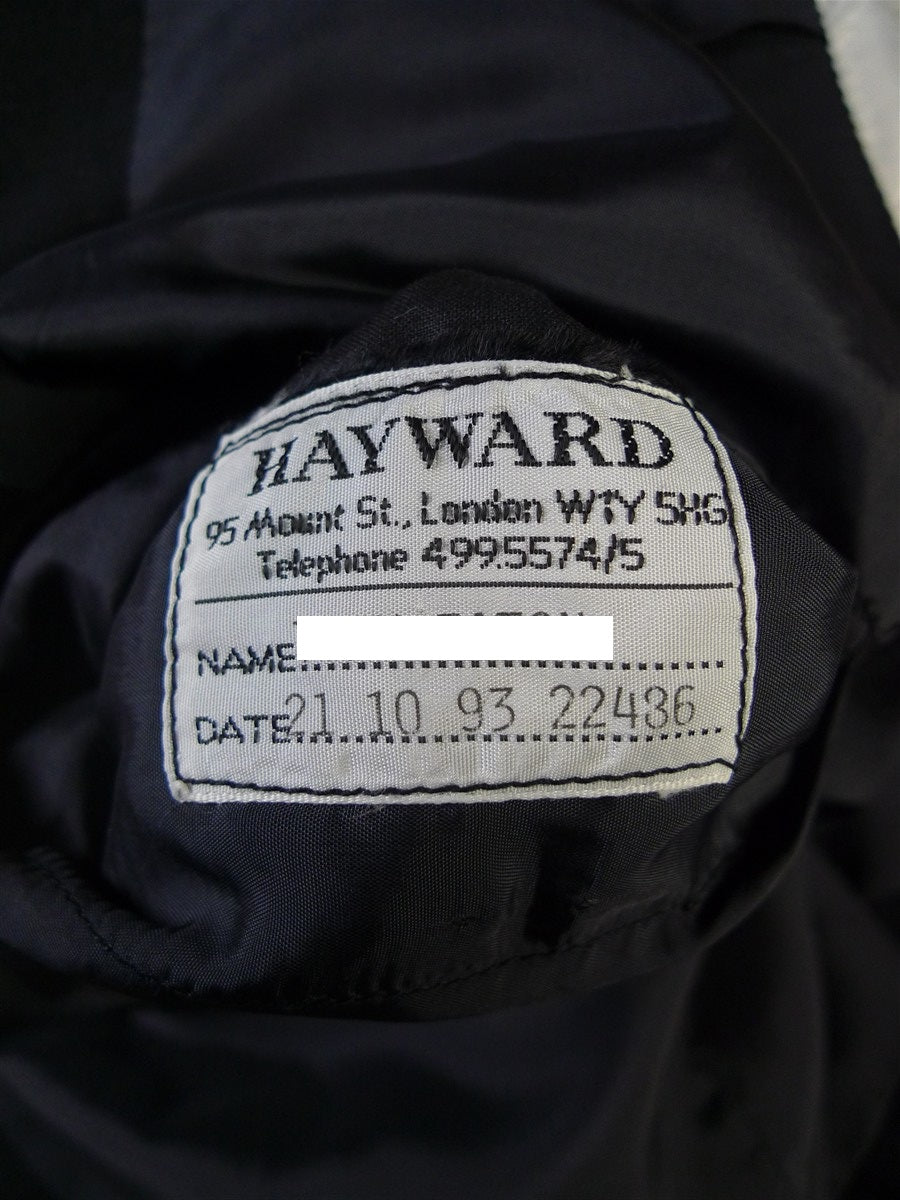 HAYWARD
95 Mount St., London W1Y 5HG
Telephone 499.5574/5
NAME
DATE 21 10 93 22486